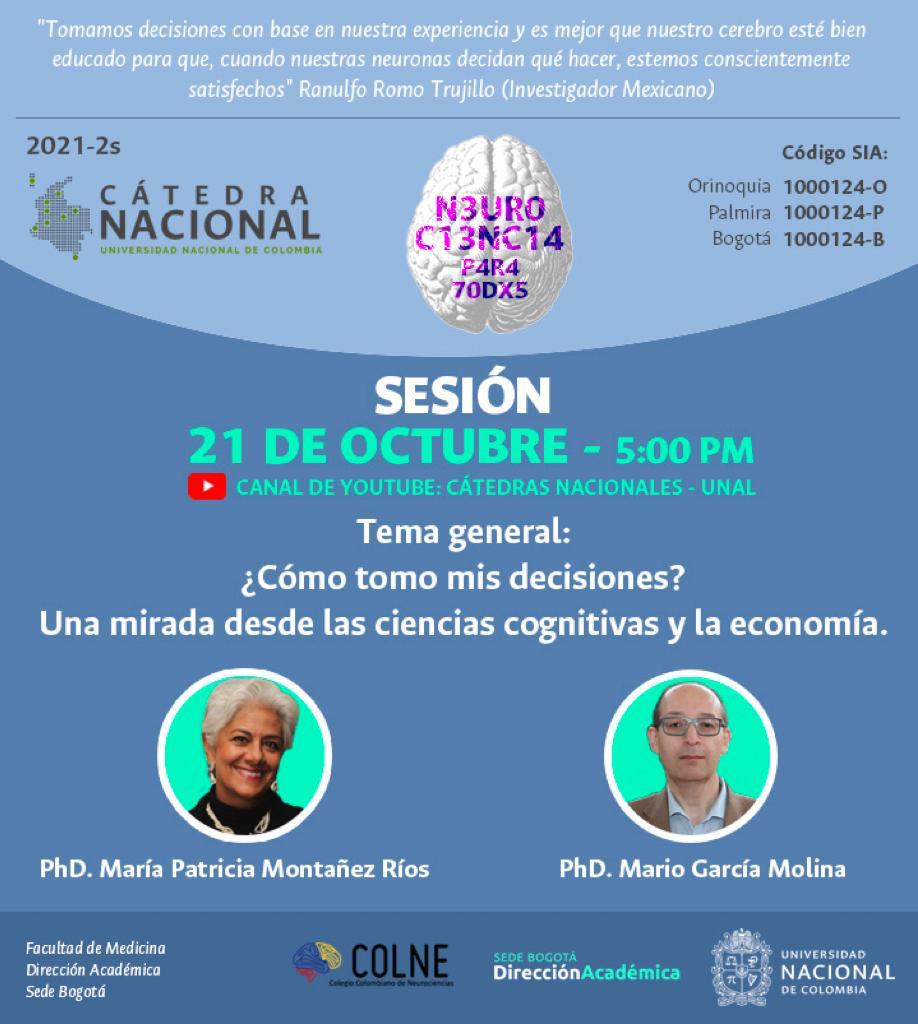 "Tomamos decisiones con base en nuestra experiencia y es mejor que nuestro cerebro esté bien
educado para que, cuando nuestras neuronas decidan qué hacer, estemos conscientemente
satisfechos" Ranulfo Romo Trujillo (Investigador Mexicano)
2021-2s
CÁTEDRA
NACIONAL
UNIVERSIDAD NACIONAL DE COLOMBIA
N3UR0
C13NC14
P4R4
70DX5
Código SIA:
Orinoquía 1000124-O
Palmira 1000124-P
Bogotá 1000124-B
SESIÓN
21 DE OCTUBRE - 5:00 PM
CANAL DE YOUTUBE: CÁTEDRAS NACIONALES - UNAL
Tema general:
¿Cómo tomo mis decisiones?
Una mirada desde las ciencias cognitivas y la economía.
PhD. María Patricia Montañez Ríos
PhD. Mario García Molina
Facultad de Medicina
Dirección Académica
Sede Bogotá
COLNE
Colegio Colombiano de Neurociencias
SEDE BOGOTÁ
DirecciónAcadémica
UNIVERSIDAD
NACIONAL
DE COLOMBIA